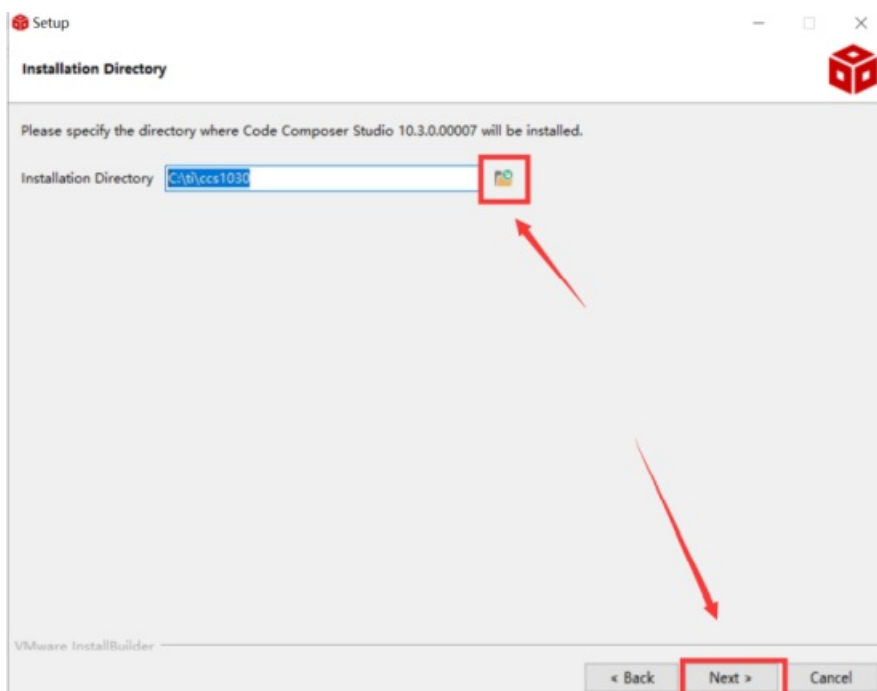 Setup
Installation Directory
Please specify the directory where Code Composer Studio 10.3.0.00007 will be installed.
Installation Directory C:\ti\ccs1030
VMware InstallBuilder
< Back Next > Cancel